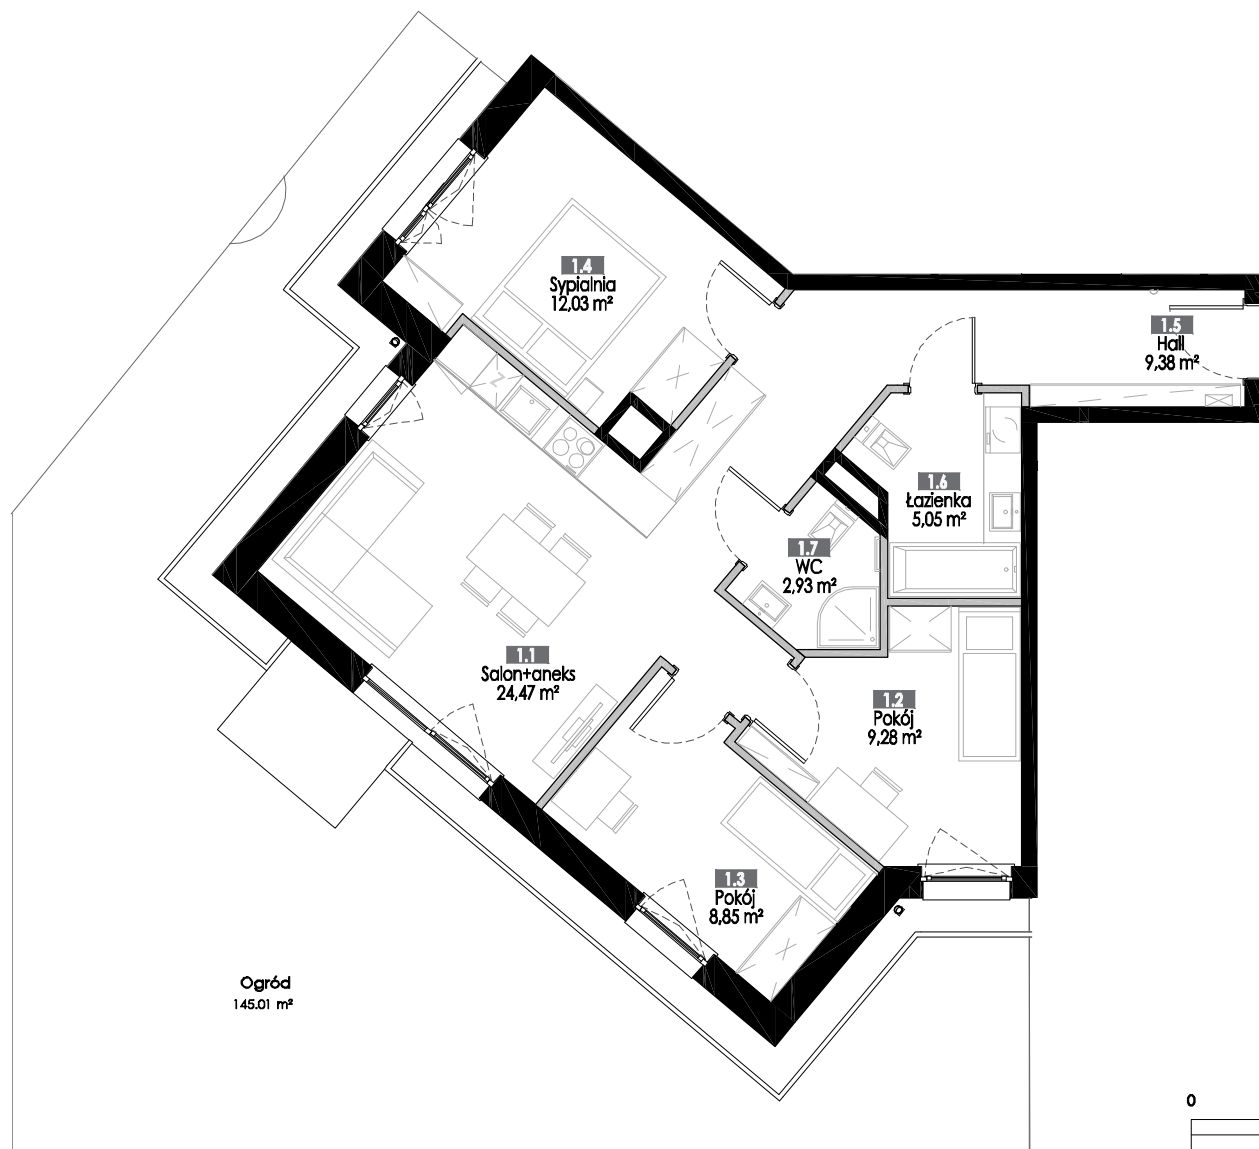 1.4
Sypialnia
12,03 m²
1.5
Hall
9,38 m²
Z
1.6
Łazienka
5,05 m²
1.7
WC
2,93 m²
1.1
Salon+aneks
24,47 m²
1.2
Pokój
9,28 m²
1.3
Pokój
8,85 m²
Ogród
145.01 m²
0